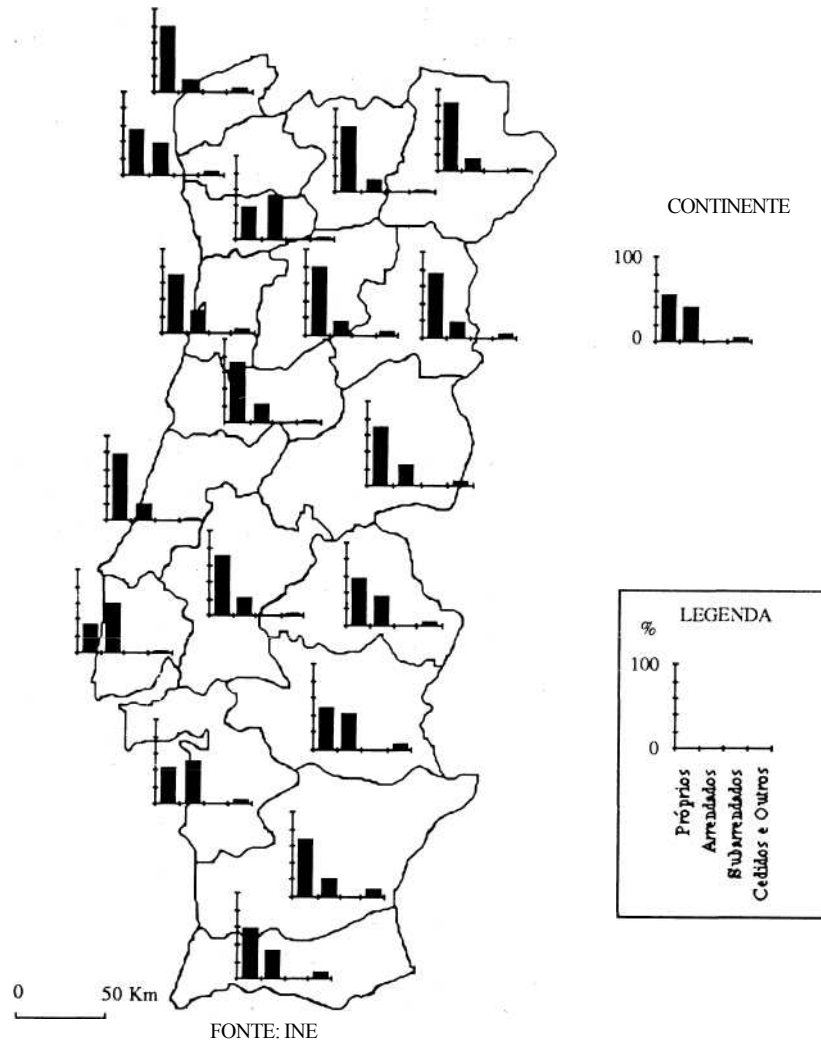 CONTINENTE
100
0
LEGENDA
%
100
0
Próprios
Arrendados
Subarrendados
Cedidos e Outros
0 50 Km
FONTE: INE